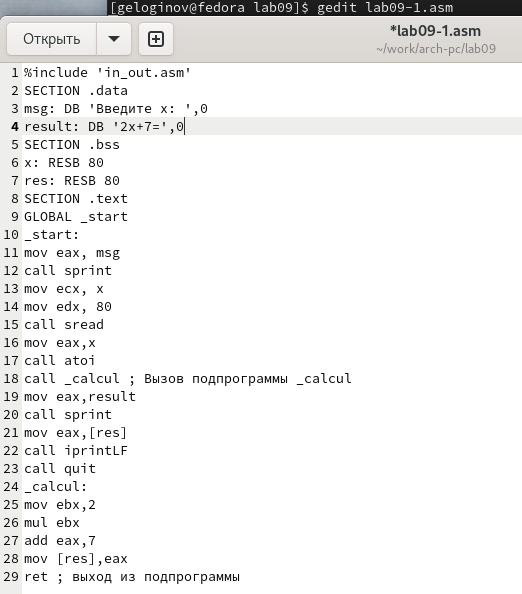 [geloginov@fedora lab09]$ gedit lab09-1.asm
Открыть
*lab09-1.asm
~/work/arch-pc/lab09
1 %include 'in_out.asm'
2 SECTION .data
3 msg: DB 'Введите x: ',0
4 result: DB '2x+7=',0
5 SECTION .bss
6 x: RESB 80
7 res: RESB 80
8 SECTION .text
9 GLOBAL _start
10 _start:
11 mov eax, msg
12 call sprint
13 mov ecx, x
14 mov edx, 80
15 call sread
16 mov eax,x
17 call atoi
18 call _calcul ; Вызов подпрограммы _calcul
19 mov eax,result
20 call sprint
21 mov eax,[res]
22 call iprintLF
23 call quit
24 _calcul:
25 mov ebx,2
26 mul ebx
27 add eax,7
28 mov [res],eax
29 ret ; выход из подпрограммы